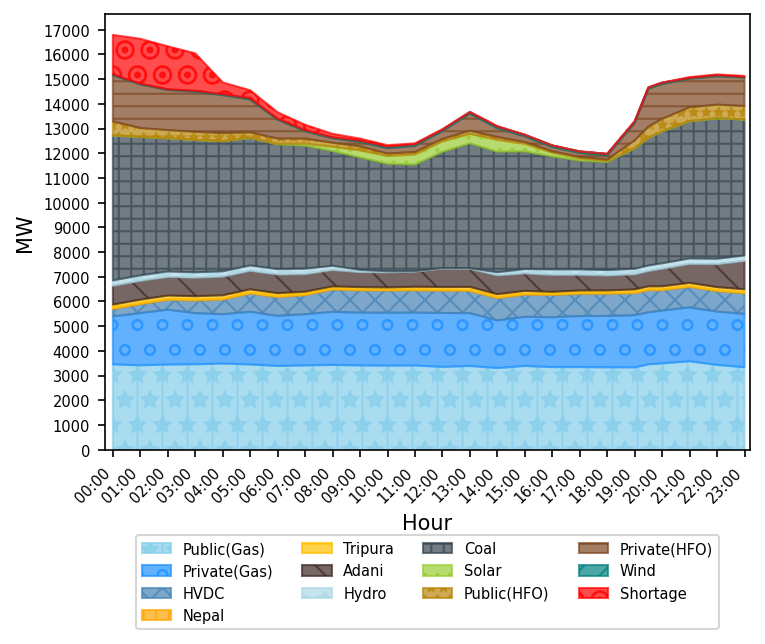 17000
16000
15000
14000
13000
12000
11000
10000
9000
8000
7000
6000
5000
4000
3000
2000
1000
0
MW
00:00 01:00 02:00 03:00 04:00 05:00 06:00 07:00 08:00 09:00 10:00 11:00 12:00 13:00 14:00 15:00 16:00 17:00 18:00 19:00 20:00 21:00 22:00 23:00
Hour
Public(Gas) Tripura Coal Private(HFO)
Private(Gas) Adani Solar Wind
HVDC Hydro Public(HFO) Shortage
Nepal